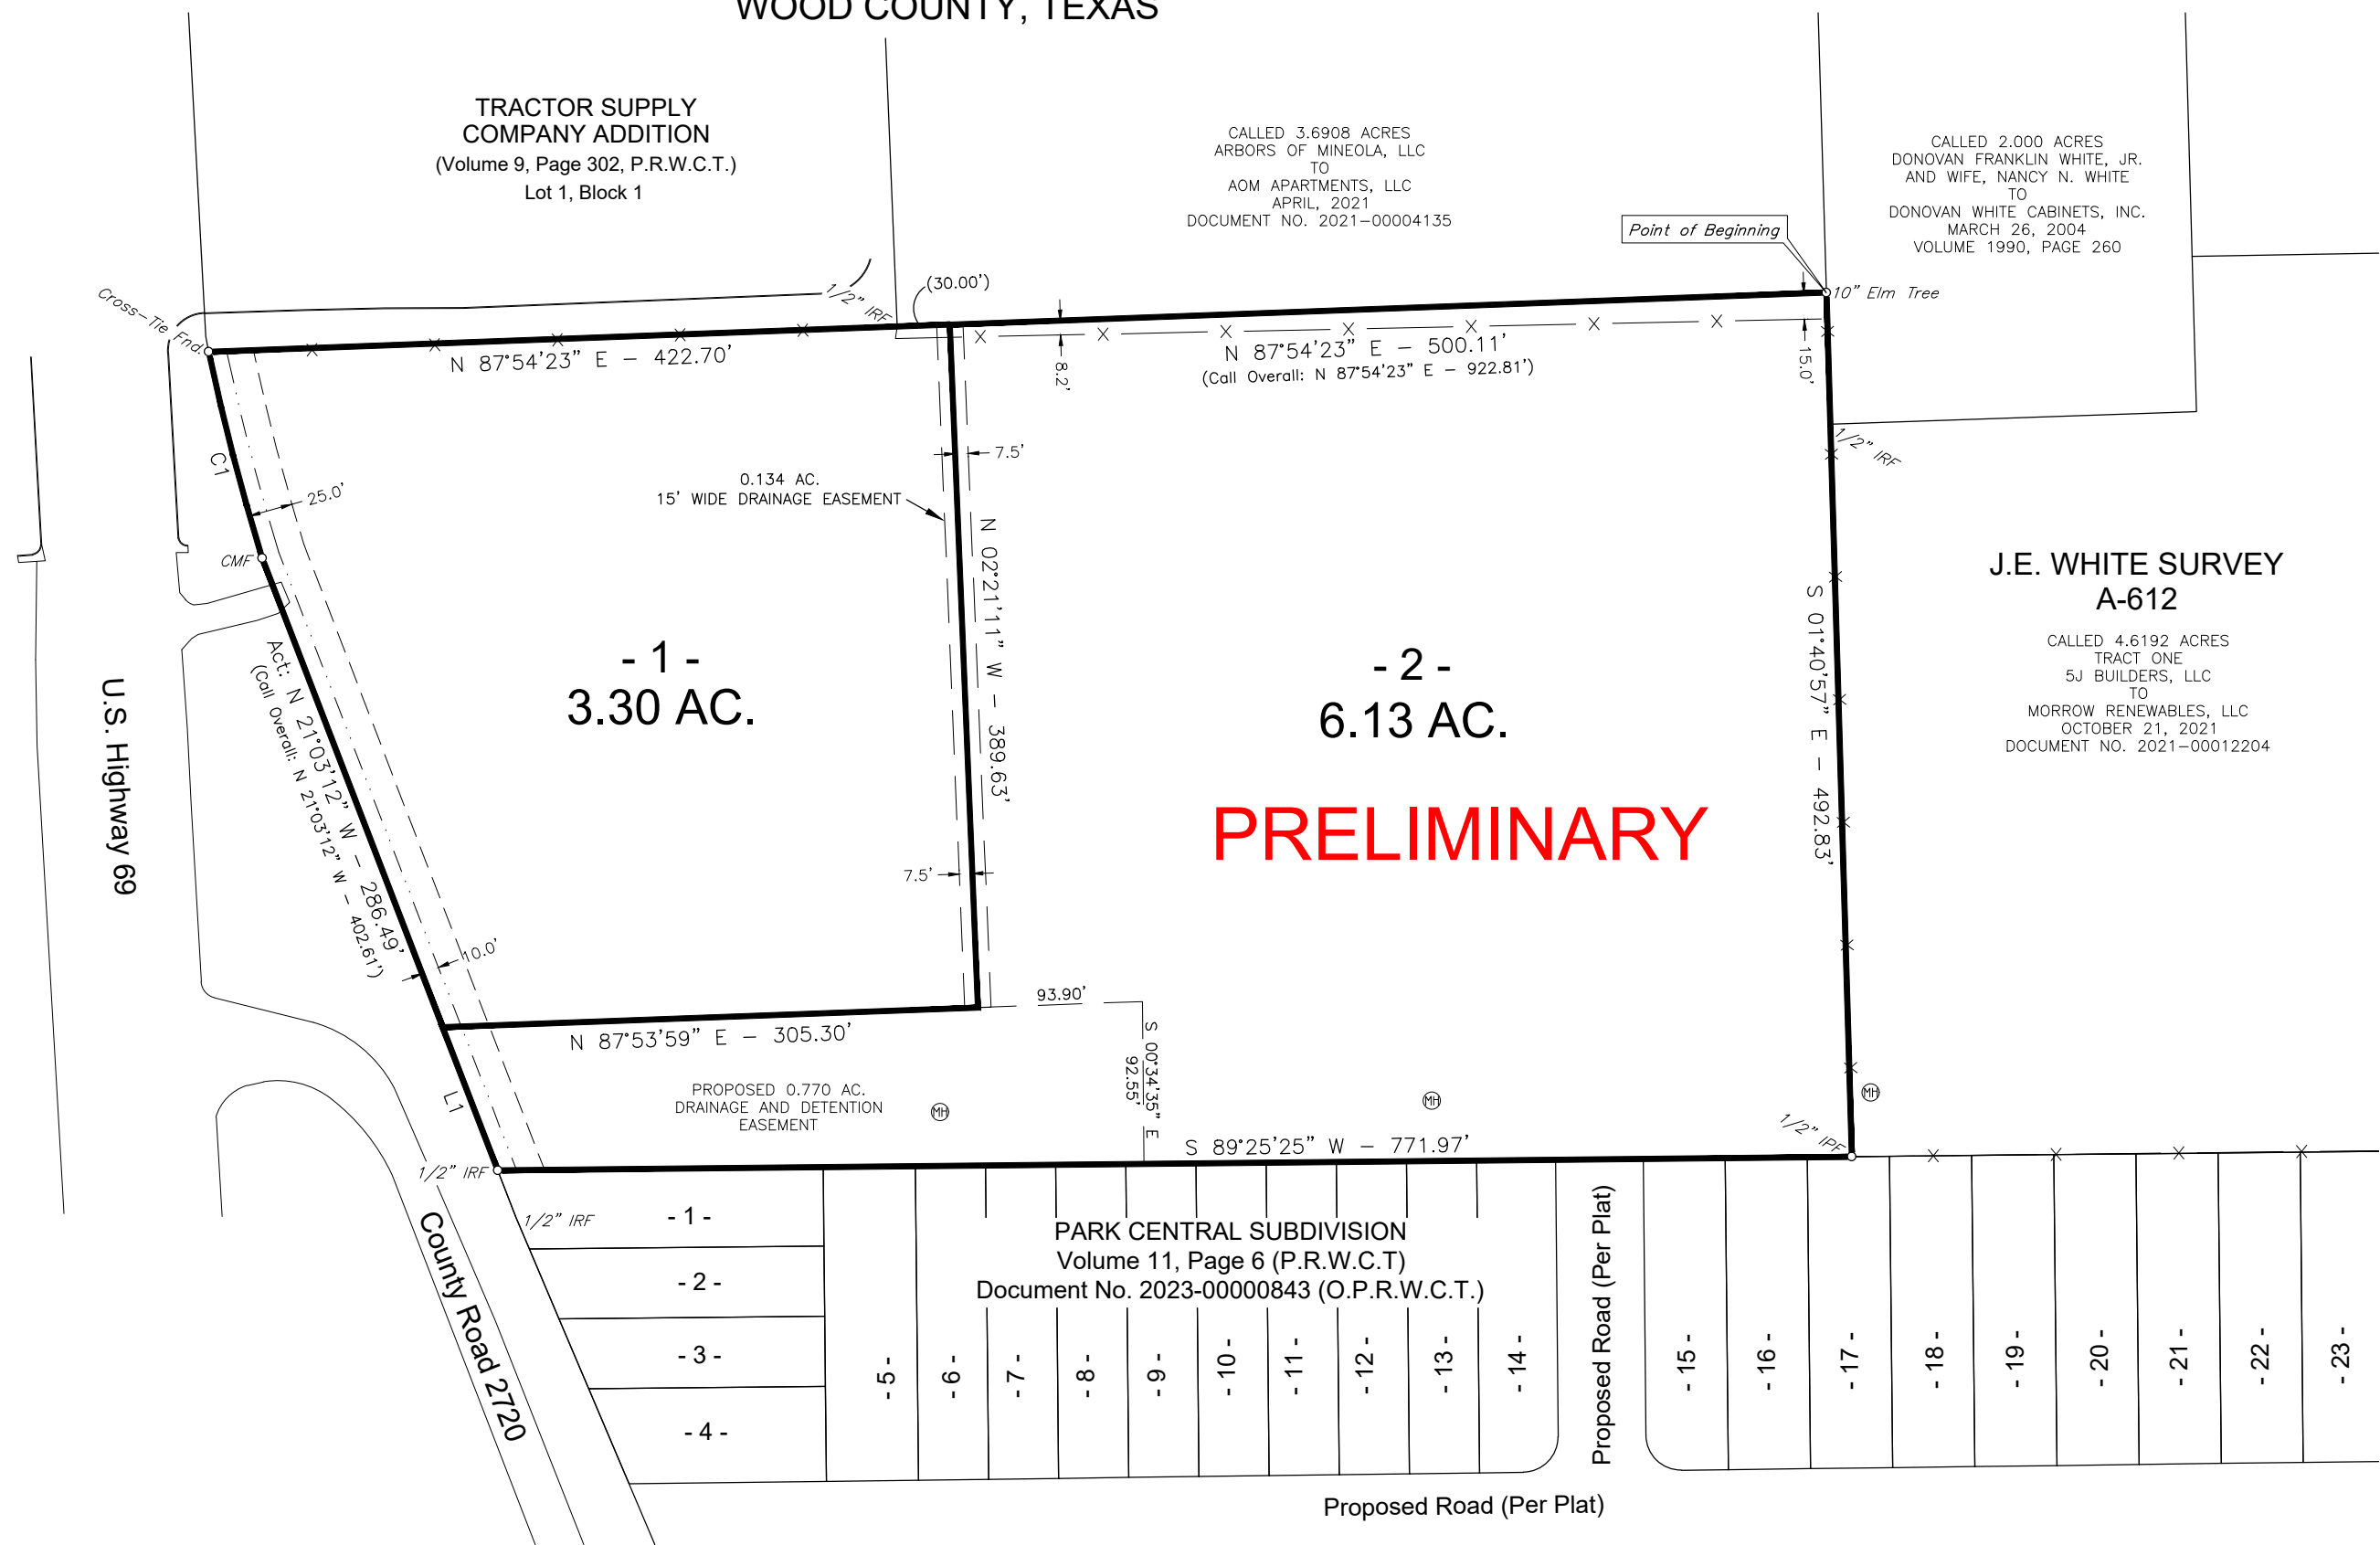 WOOD COUNTY, TEXAS
TRACTOR SUPPLY
COMPANY ADDITION
(Volume 9, Page 302, P.R.W.C.T.)
Lot 1, Block 1
CALLED 3.6908 ACRES
ARBORS OF MINEOLA, LLC
TO
AOM APARTMENTS, LLC
APRIL, 2021
DOCUMENT NO. 2021-00004135
Point of Beginning
CALLED 2.000 ACRES
DONOVAN FRANKLIN WHITE, JR.
AND WIFE, NANCY N. WHITE
TO
DONOVAN WHITE CABINETS, INC.
MARCH 26, 2004
VOLUME 1990, PAGE 260
Cross-Tie Fnd.
1/2" IRF
(30.00')
10" Elm Tree
N 87°54'23" E - 422.70'
N 87°54'23" E - 500.11'
(Call Overall: N 87°54'23" E - 922.81')
8.2'
15.0'
1/2" IRF
C1
25.0'
7.5'
0.134 AC.
15' WIDE DRAINAGE EASEMENT
CMF
N 02°21'11" W - 389.63'
S 01°40'57" E - 492.83'
J.E. WHITE SURVEY
A-612
CALLED 4.6192 ACRES
TRACT ONE
5J BUILDERS, LLC
TO
MORROW RENEWABLES, LLC
OCTOBER 21, 2021
DOCUMENT NO. 2021-00012204
- 1 -
3.30 AC.
- 2 -
6.13 AC.
PRELIMINARY
U.S. Highway 69
Act: N 21°03'12" W - 286.49'
(Call Overall: N 21°03'12" W - 402.61')
7.5'
10.0'
93.90'
N 87°53'59" E - 305.30'
S 00°34'35" E
92.55'
L1
PROPOSED 0.770 AC.
DRAINAGE AND DETENTION
EASEMENT
MH
MH
MH
S 89°25'25" W - 771.97'
1/2" IPF
1/2" IRF
1/2" IRF
County Road 2720
- 1 -
- 2 -
- 3 -
- 4 -
PARK CENTRAL SUBDIVISION
Volume 11, Page 6 (P.R.W.C.T)
Document No. 2023-00000843 (O.P.R.W.C.T.)
- 5 -
- 6 -
- 7 -
- 8 -
- 9 -
- 10 -
- 11 -
- 12 -
- 13 -
- 14 -
Proposed Road (Per Plat)
- 15 -
- 16 -
- 17 -
- 18 -
- 19 -
- 20 -
- 21 -
- 22 -
- 23 -
Proposed Road (Per Plat)